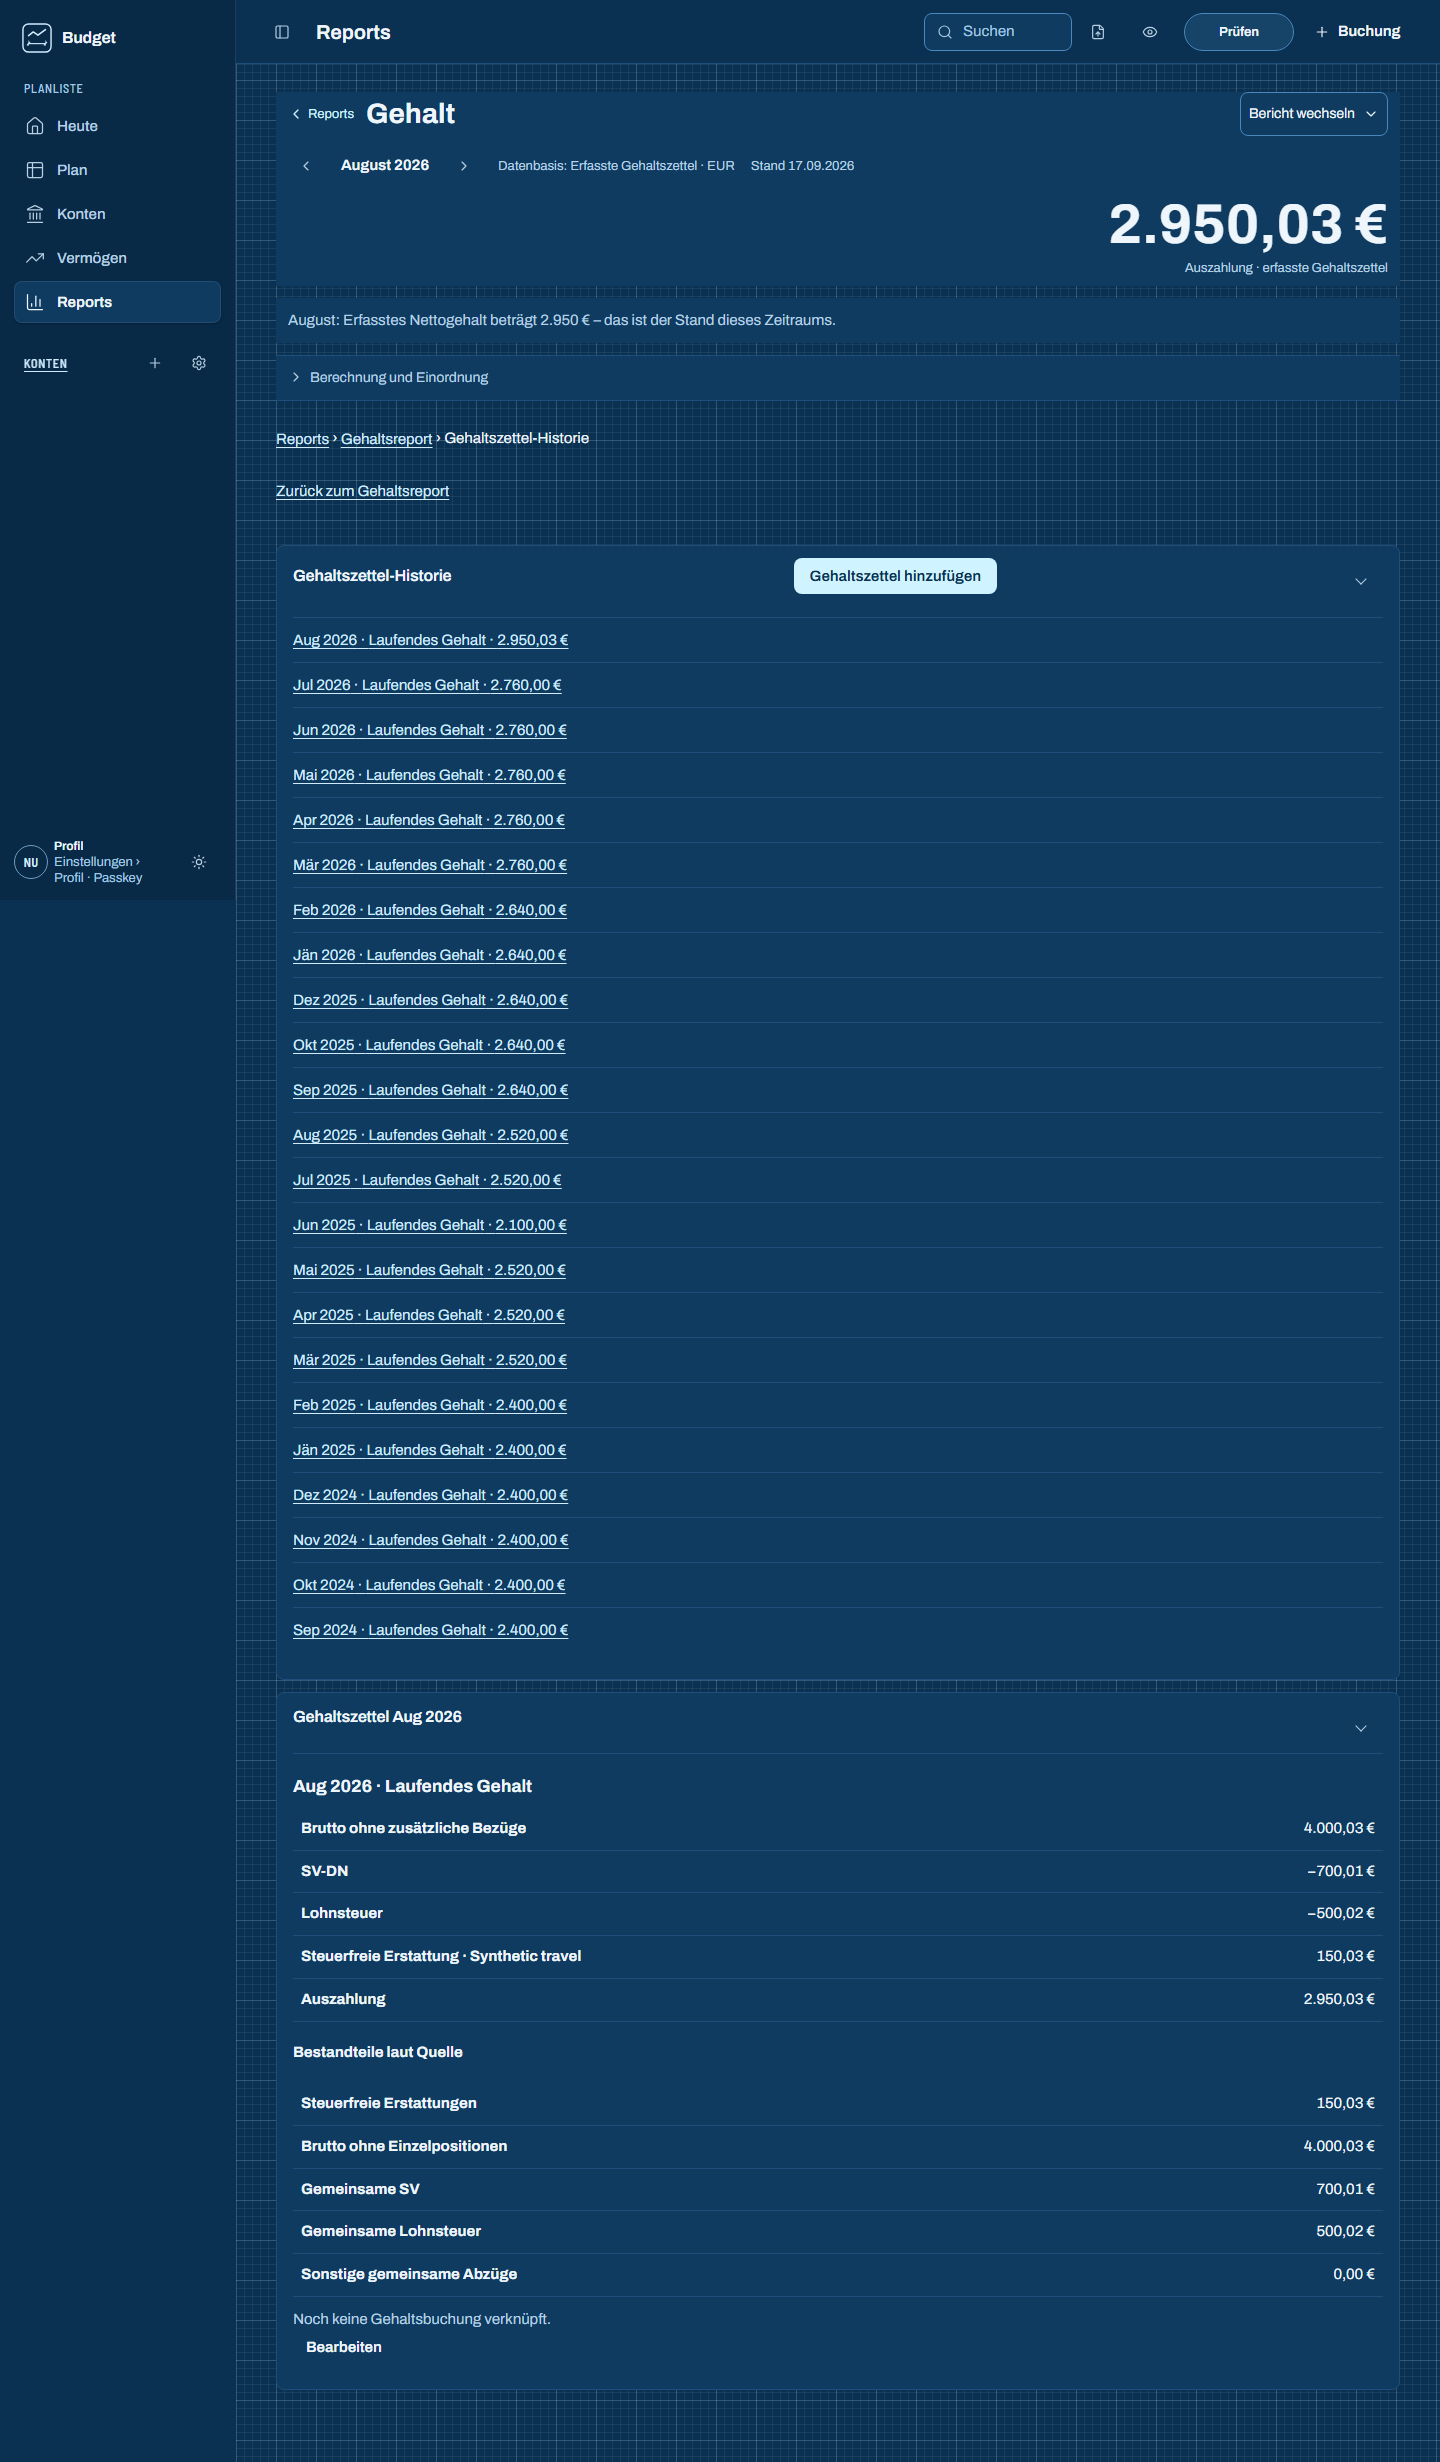 Budget
PLANLISTE
Heute
Plan
Konten
Vermögen
Reports
KONTEN
NU
Profil
Einstellungen ›
Profil · Passkey
Reports
Suchen
Prüfen
Buchung
Reports
Gehalt
Bericht wechseln
August 2026
Datenbasis: Erfasste Gehaltszettel · EUR
Stand 17.09.2026
2.950,03 €
Auszahlung · erfasste Gehaltszettel
August: Erfasstes Nettogehalt beträgt 2.950 € – das ist der Stand dieses Zeitraums.
Berechnung und Einordnung
Reports › Gehaltsreport › Gehaltszettel-Historie
Zurück zum Gehaltsreport
Gehaltszettel-Historie
Gehaltszettel hinzufügen
Aug 2026 · Laufendes Gehalt · 2.950,03 €
Jul 2026 · Laufendes Gehalt · 2.760,00 €
Jun 2026 · Laufendes Gehalt · 2.760,00 €
Mai 2026 · Laufendes Gehalt · 2.760,00 €
Apr 2026 · Laufendes Gehalt · 2.760,00 €
Mär 2026 · Laufendes Gehalt · 2.760,00 €
Feb 2026 · Laufendes Gehalt · 2.640,00 €
Jän 2026 · Laufendes Gehalt · 2.640,00 €
Dez 2025 · Laufendes Gehalt · 2.640,00 €
Okt 2025 · Laufendes Gehalt · 2.640,00 €
Sep 2025 · Laufendes Gehalt · 2.640,00 €
Aug 2025 · Laufendes Gehalt · 2.520,00 €
Jul 2025 · Laufendes Gehalt · 2.520,00 €
Jun 2025 · Laufendes Gehalt · 2.100,00 €
Mai 2025 · Laufendes Gehalt · 2.520,00 €
Apr 2025 · Laufendes Gehalt · 2.520,00 €
Mär 2025 · Laufendes Gehalt · 2.520,00 €
Feb 2025 · Laufendes Gehalt · 2.400,00 €
Jän 2025 · Laufendes Gehalt · 2.400,00 €
Dez 2024 · Laufendes Gehalt · 2.400,00 €
Nov 2024 · Laufendes Gehalt · 2.400,00 €
Okt 2024 · Laufendes Gehalt · 2.400,00 €
Sep 2024 · Laufendes Gehalt · 2.400,00 €
Gehaltszettel Aug 2026
Aug 2026 · Laufendes Gehalt
Brutto ohne zusätzliche Bezüge 4.000,03 €
SV-DN −700,01 €
Lohnsteuer −500,02 €
Steuerfreie Erstattung · Synthetic travel 150,03 €
Auszahlung 2.950,03 €
Bestandteile laut Quelle
Steuerfreie Erstattungen 150,03 €
Brutto ohne Einzelpositionen 4.000,03 €
Gemeinsame SV 700,01 €
Gemeinsame Lohnsteuer 500,02 €
Sonstige gemeinsame Abzüge 0,00 €
Noch keine Gehaltsbuchung verknüpft.
Bearbeiten